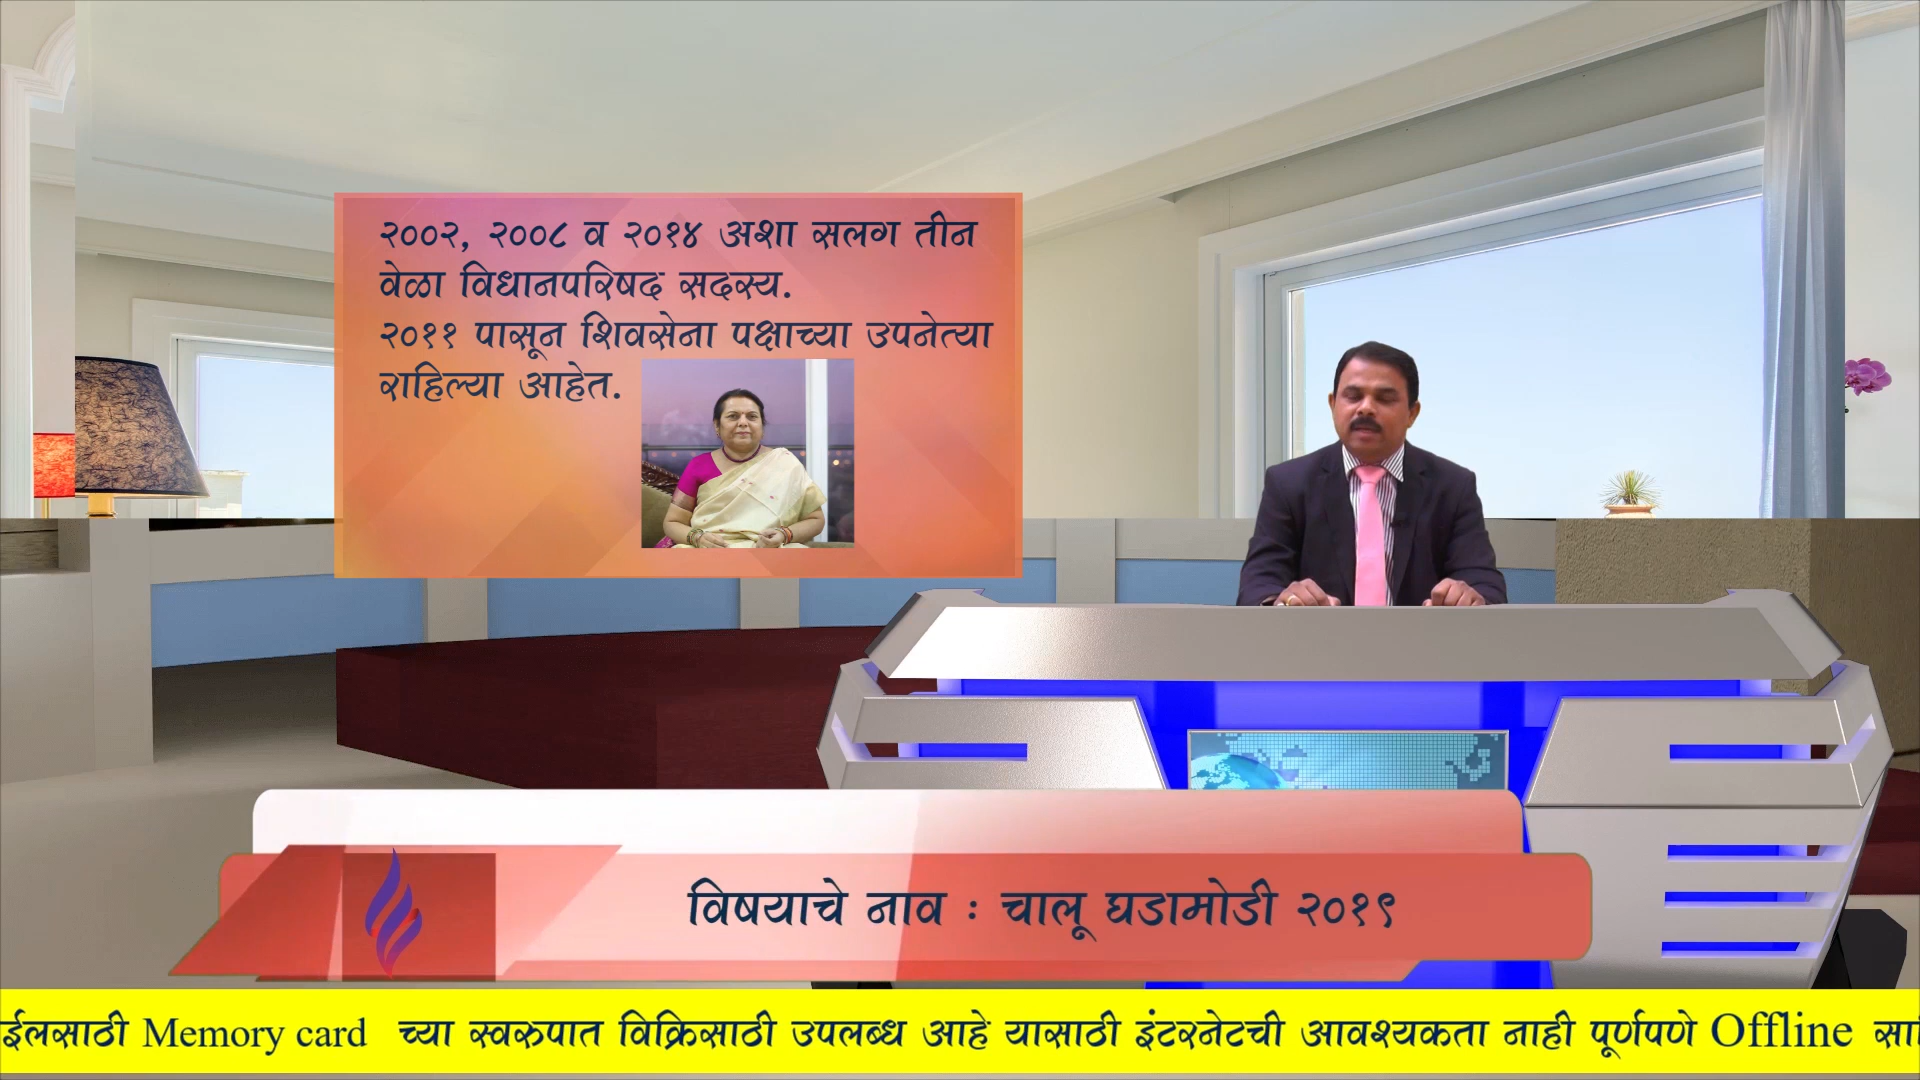 २००२, २००८ व २०१४ अशा सलग तीन
वेळा विधानपरिषद सदस्य.
२०११ पासून शिवसेना पक्षाच्या उपनेत्या
राहिल्या आहेत.
विषयाचे नाव : चालू घडामोडी २०१९
ईलसाठी Memory card च्या स्वरुपात विक्रिसाठी उपलब्ध आहे यासाठी इंटरनेटची आवश्यकता नाही पूर्णपणे Offline